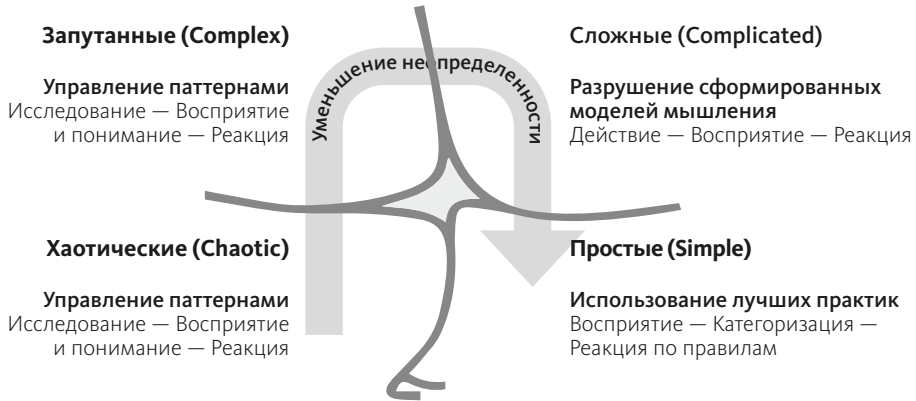 Запутанные (Complex)
Управление паттернами
Исследование — Восприятие
и понимание — Реакция
Уменьшение неопределенности
Сложные (Complicated)
Разрушение сформированных
моделей мышления
Действие — Восприятие — Реакция
Хаотические (Chaotic)
Управление паттернами
Исследование — Восприятие
и понимание — Реакция
Простые (Simple)
Использование лучших практик
Восприятие — Категоризация —
Реакция по правилам